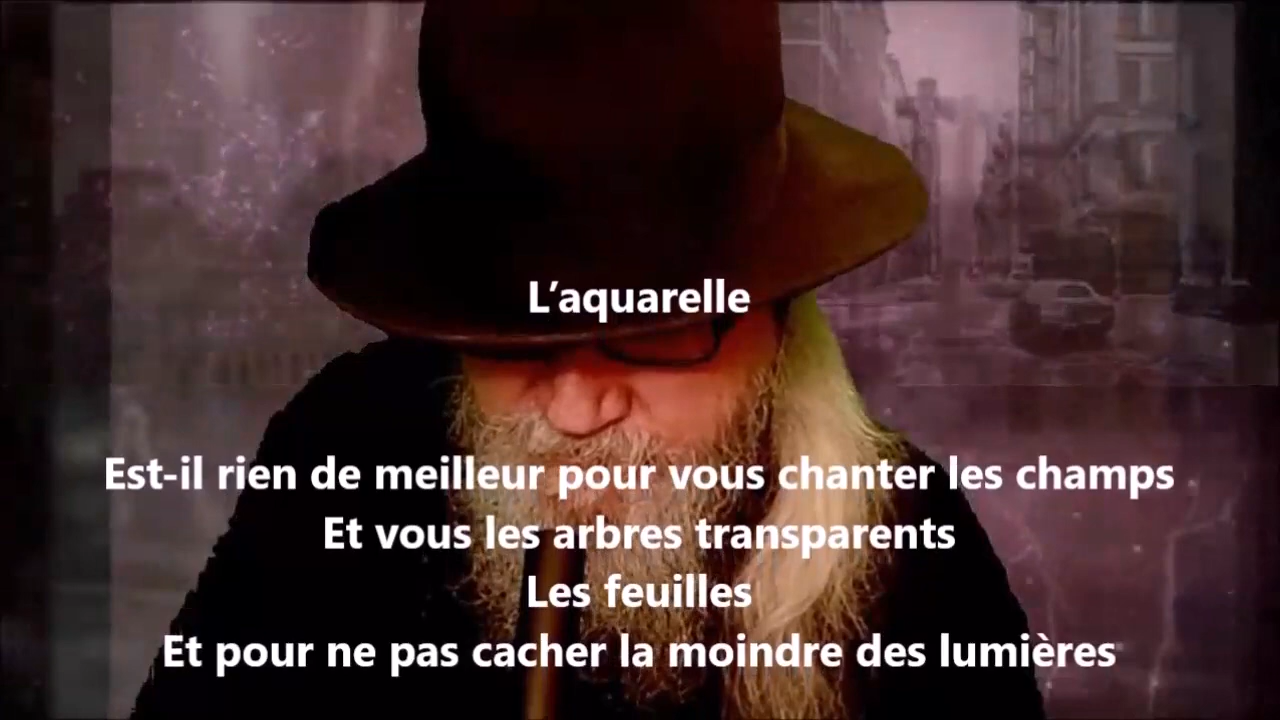 L’aquarelle
Est-il rien de meilleur pour vous chanter les champs
Et vous les arbres transparents
Les feuilles
Et pour ne pas cacher la moindre des lumières